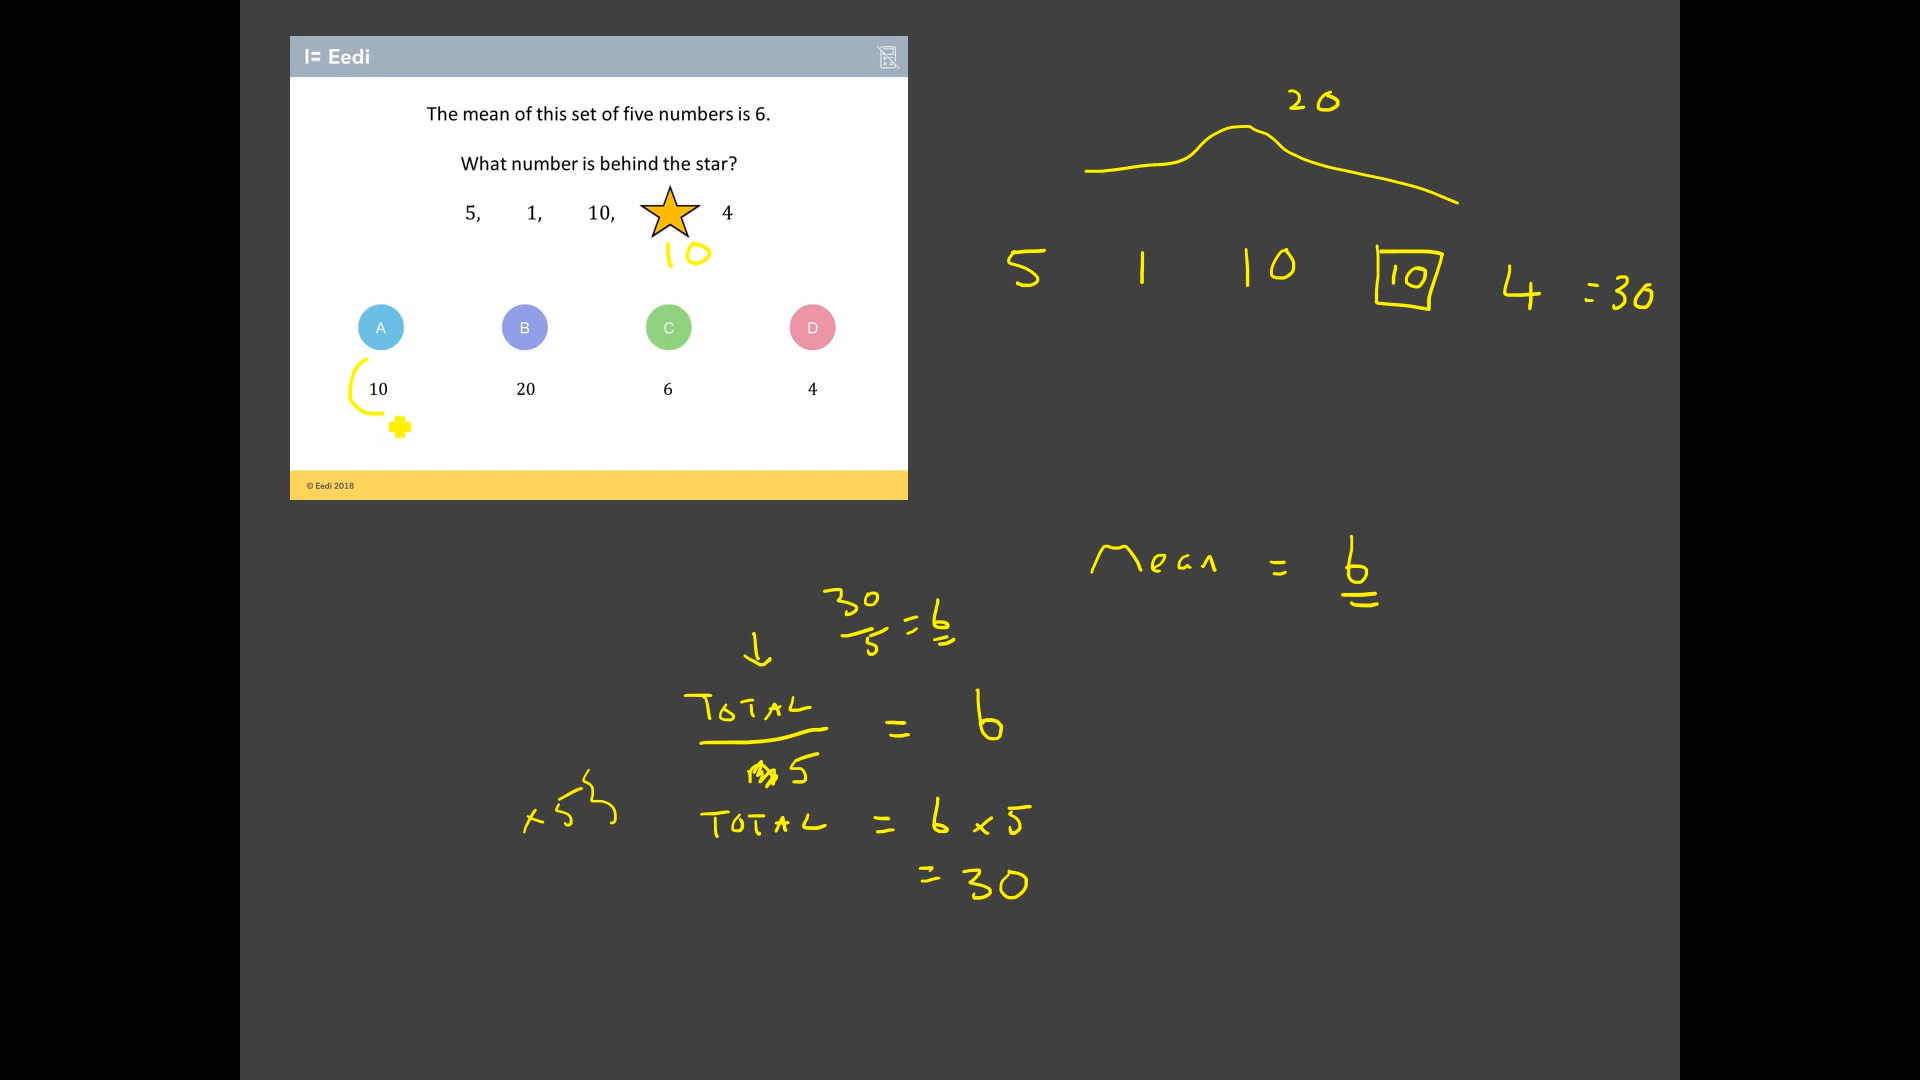 I= Eedi
The mean of this set of five numbers is 6.
What number is behind the star?
5, 1, 10, 4
10
A B C D
10 20 6 4
© Eedi 2018
20
5 1 10 10 4 = 30
Mean = 6
30
5 = 6
TOTAL = 6
5
×5
TOTAL = 6 × 5
= 30